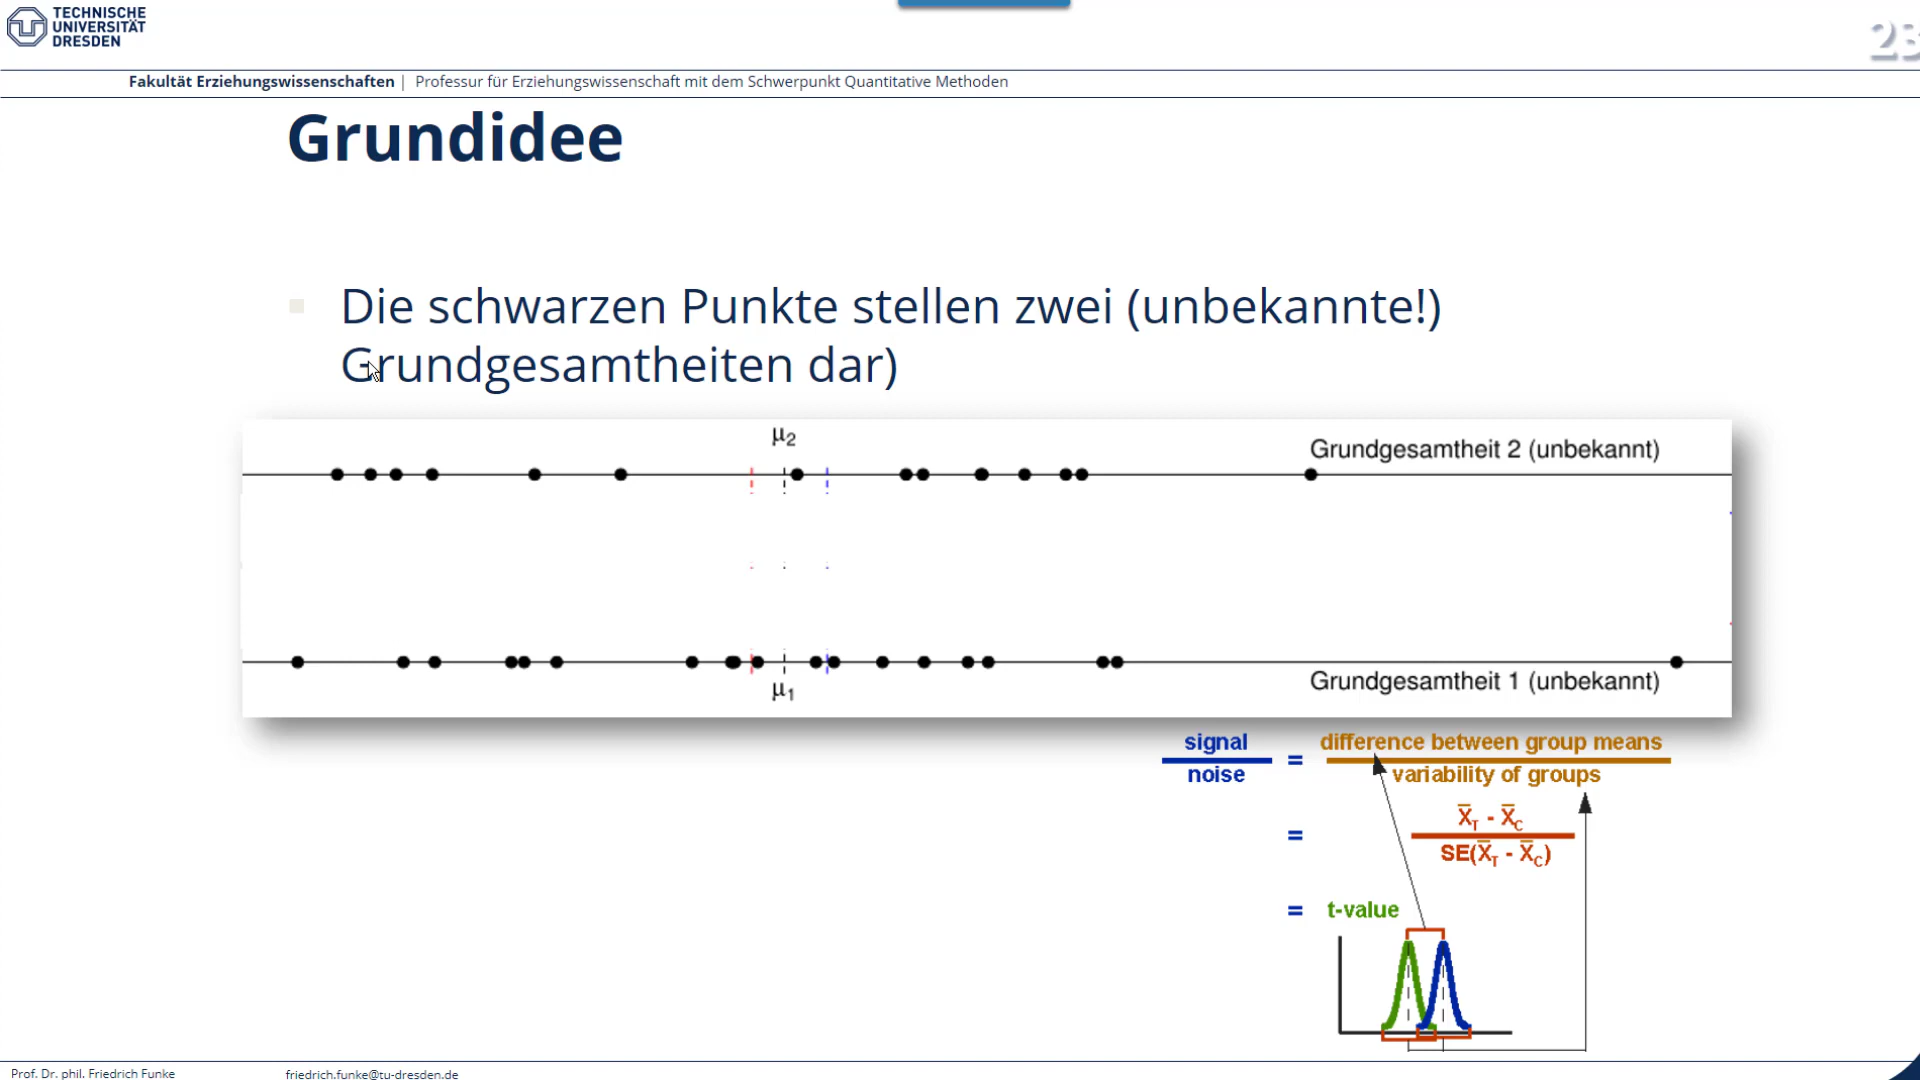 TECHNISCHE
UNIVERSITÄT
DRESDEN
23
Fakultät Erziehungswissenschaften | Professur für Erziehungswissenschaft mit dem Schwerpunkt Quantitative Methoden
Grundidee
Die schwarzen Punkte stellen zwei (unbekannte!)
Grundgesamtheiten dar)
μ2
Grundgesamtheit 2 (unbekannt)
μ1
Grundgesamtheit 1 (unbekannt)
signal
noise
=
difference between group means
variability of groups
=
X̅T - X̅C
SE(X̅T - X̅C)
= t-value
Prof. Dr. phil. Friedrich Funke
friedrich.funke@tu-dresden.de